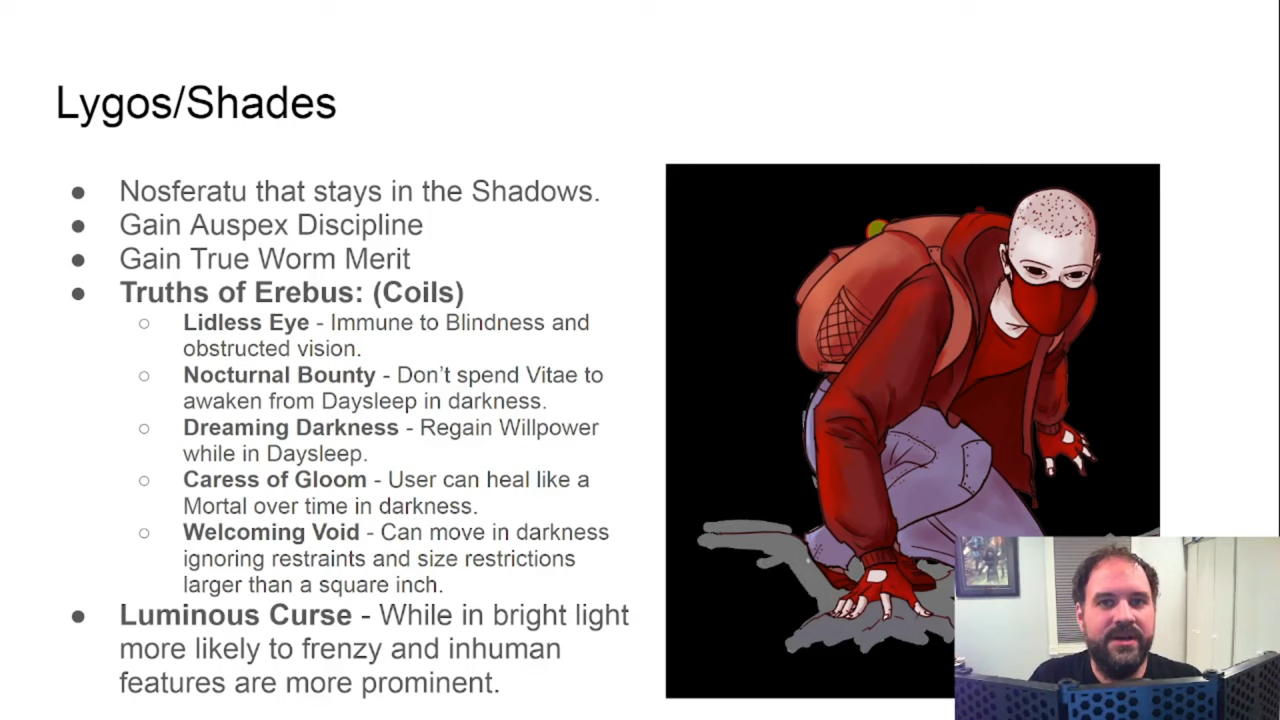 Lygos/Shades
● Nosferatu that stays in the Shadows.
● Gain Auspex Discipline
● Gain True Worm Merit
● Truths of Erebus: (Coils)
○ Lidless Eye - Immune to Blindness and
obstructed vision.
○ Nocturnal Bounty - Don't spend Vitae to
awaken from Daysleep in darkness.
○ Dreaming Darkness - Regain Willpower
while in Daysleep.
○ Caress of Gloom - User can heal like a
Mortal over time in darkness.
○ Welcoming Void - Can move in darkness
ignoring restraints and size restrictions
larger than a square inch.
● Luminous Curse - While in bright light
more likely to frenzy and inhuman
features are more prominent.